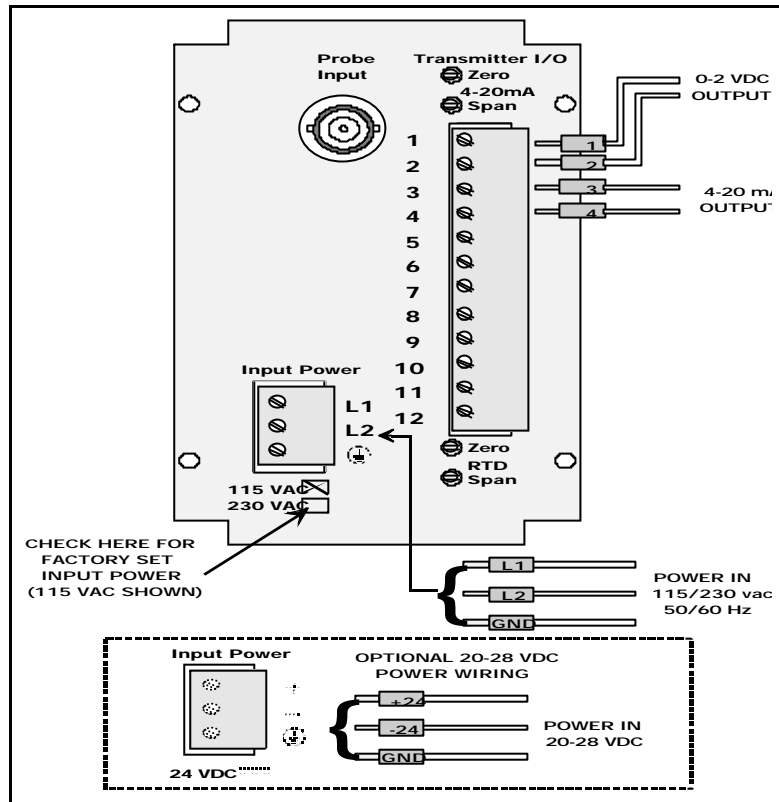 Probe
Input
Transmitter I/O
Zero
4-20mA
Span
0-2 VDC
OUTPUT
1
2
3
4
5
6
7
8
9
10
11
12
1
2
3
4
4-20 mA
OUTPUT
Input Power
L1
L2
Zero
RTD
Span
115 VAC
230 VAC
CHECK HERE FOR
FACTORY SET
INPUT POWER
(115 VAC SHOWN)
L1
L2
GND
POWER IN
115/230 vac
50/60 Hz
Input Power
+
24 VDC
OPTIONAL 20-28 VDC
POWER WIRING
+24
-24
GND
POWER IN
20-28 VDC